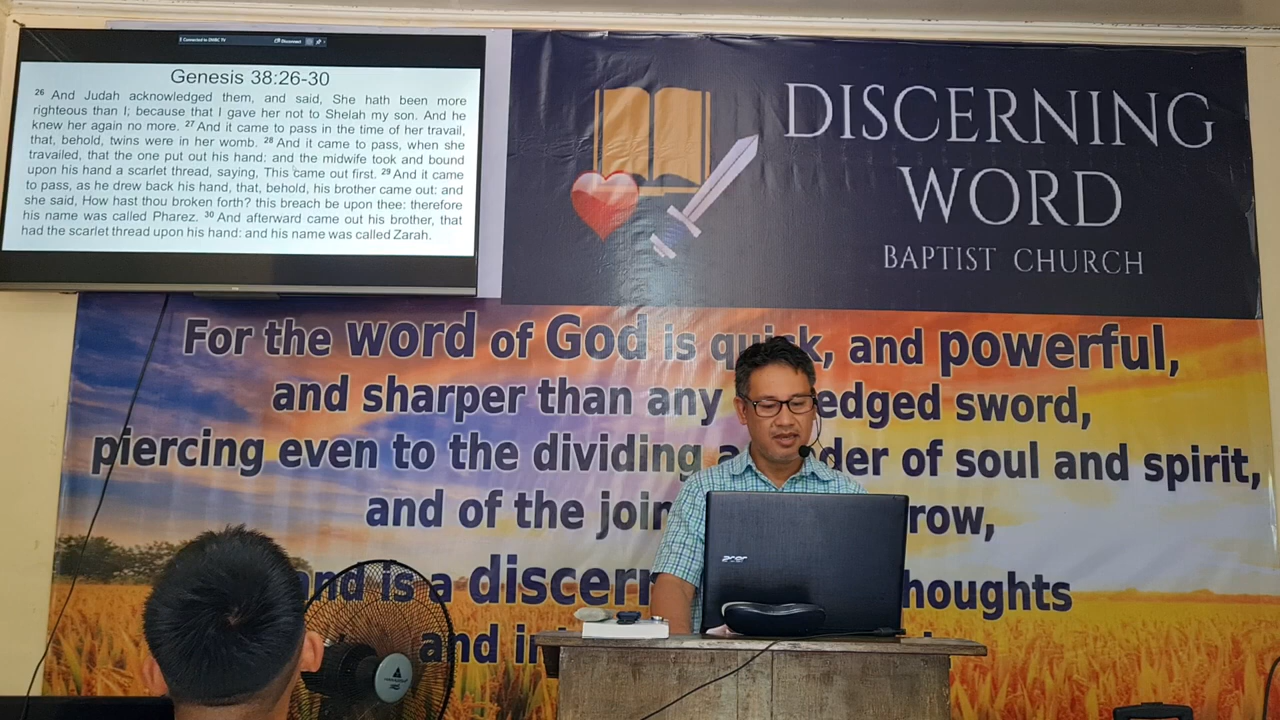 Connected to DWBC TV Disconnect
Genesis 38:26-30
26 And Judah acknowledged them, and said, She hath been more
righteous than I; because that I gave her not to Shelah my son. And he
knew her again no more. 27 And it came to pass in the time of her travail,
that, behold, twins were in her womb. 28 And it came to pass, when she
travailed, that the one put out his hand: and the midwife took and bound
upon his hand a scarlet thread, saying, This came out first. 29 And it came
to pass, as he drew back his hand, that, behold, his brother came out: and
she said, How hast thou broken forth? this breach be upon thee: therefore
his name was called Pharez. 30 And afterward came out his brother, that
had the scarlet thread upon his hand: and his name was called Zarah.
DISCERNING
WORD
BAPTIST CHURCH
For the word of God is quick, and powerful,
and sharper than any edged sword,
piercing even to the dividing a der of soul and spirit,
and of the join row,
and is a discern houghts
and in
acer